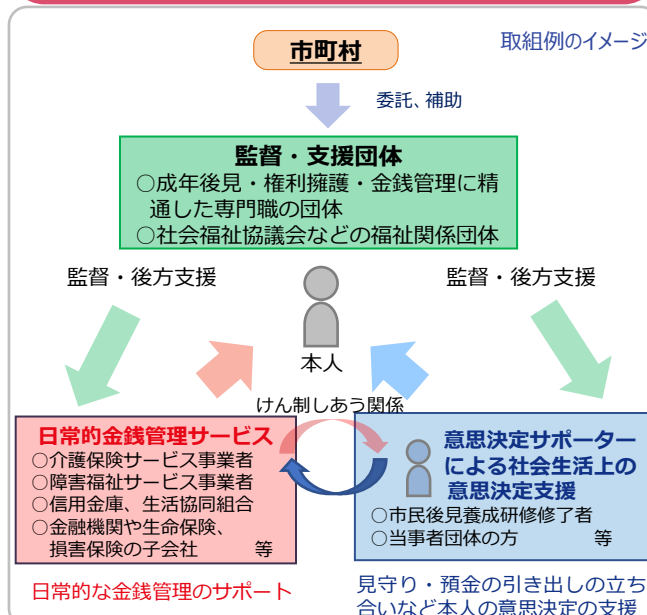 取組例のイメージ
市町村
委託、補助
監督・支援団体
○成年後見・権利擁護・金銭管理に精
通した専門職の団体
○社会福祉協議会などの福祉関係団体
監督・後方支援
監督・後方支援
本人
けん制しあう関係
日常的金銭管理サービス
○介護保険サービス事業者
○障害福祉サービス事業者
○信用金庫、生活協同組合
○金融機関や生命保険、
損害保険の子会社 等
日常的な金銭管理のサポート
意思決定サポーター
による社会生活上の
意思決定支援
○市民後見養成研修修了者
○当事者団体の方 等
見守り・預金の引き出しの立ち
合いなど本人の意思決定の支援